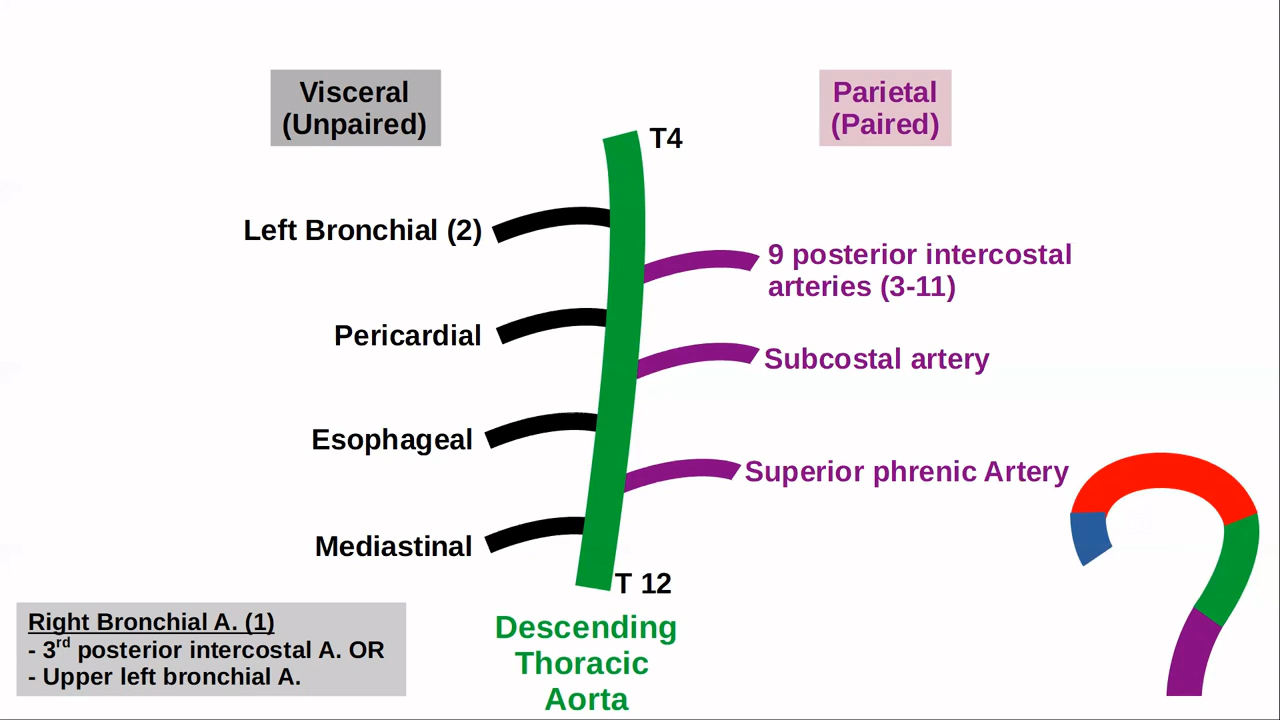 Visceral
(Unpaired)
Parietal
(Paired)
T4
Left Bronchial (2)
9 posterior intercostal
arteries (3-11)
Pericardial
Subcostal artery
Esophageal
Superior phrenic Artery
Mediastinal
T 12
Right Bronchial A. (1)
- 3rd posterior intercostal A. OR
- Upper left bronchial A.
Descending
Thoracic
Aorta